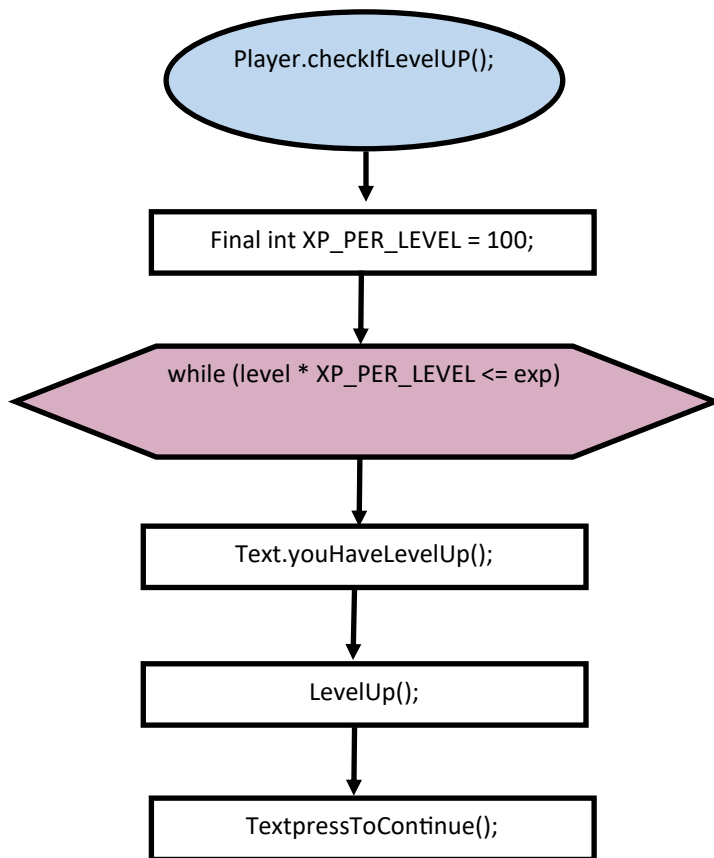 Player.checkIfLevelUP();
Final int XP_PER_LEVEL = 100;
while (level * XP_PER_LEVEL <= exp)
Text.youHaveLevelUp();
LevelUp();
TextpressToContinue();